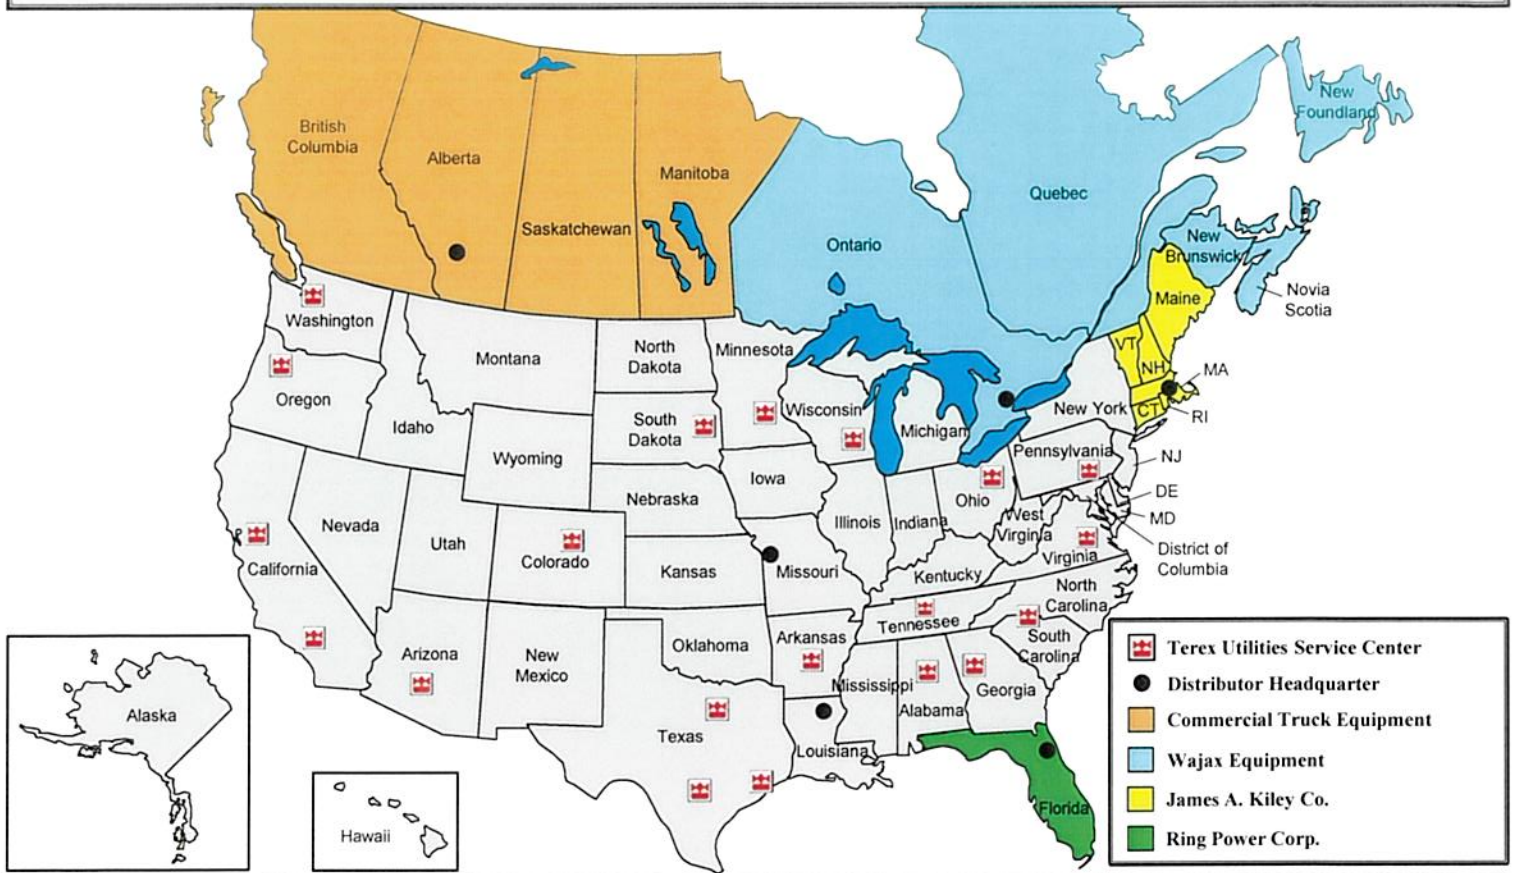 New
Foundland
British
Columbia
Alberta
Manitoba
Saskatchewan
Quebec
Ontario
New
Brunswick
Maine
Novia
Scotia
Washington
Montana
North
Dakota
Minnesota
VT
NH
MA
Oregon
Idaho
South
Dakota
Wisconsin
Michigan
New York
CT
RI
Wyoming
Pennsylvania
NJ
Iowa
Nebraska
Ohio
DE
MD
Nevada
Utah
Illinois
Indiana
West
Virginia
Virginia
District of
Columbia
California
Colorado
Kansas
Missouri
Kentucky
North
Carolina
Tennessee
Arizona
New
Mexico
Oklahoma
Arkansas
South
Carolina
Mississippi
Alabama
Georgia
Texas
Louisiana
Florida
Alaska
Hawaii
Terex Utilities Service Center
Distributor Headquarter
Commercial Truck Equipment
Wajax Equipment
James A. Kiley Co.
Ring Power Corp.